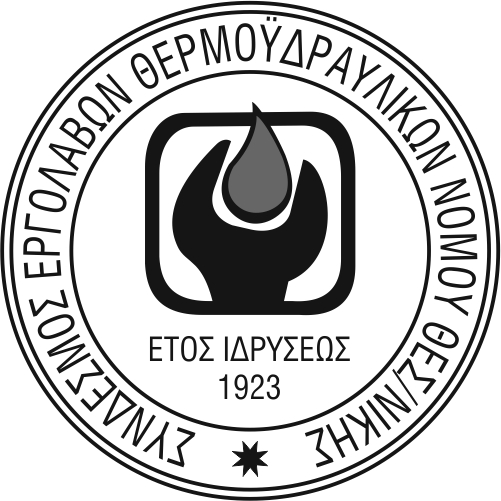 ΣΥΝΔΕΣΜΟΣ ΕΡΓΟΛΑΒΩΝ ΘΕΡΜΟΫΔΡΑΥΛΙΚΩΝ ΝΟΜΟΥ ΘΕΣ/ΝΙΚΗΣ
ΕΤΟΣ ΙΔΡΥΣΕΩΣ
1923